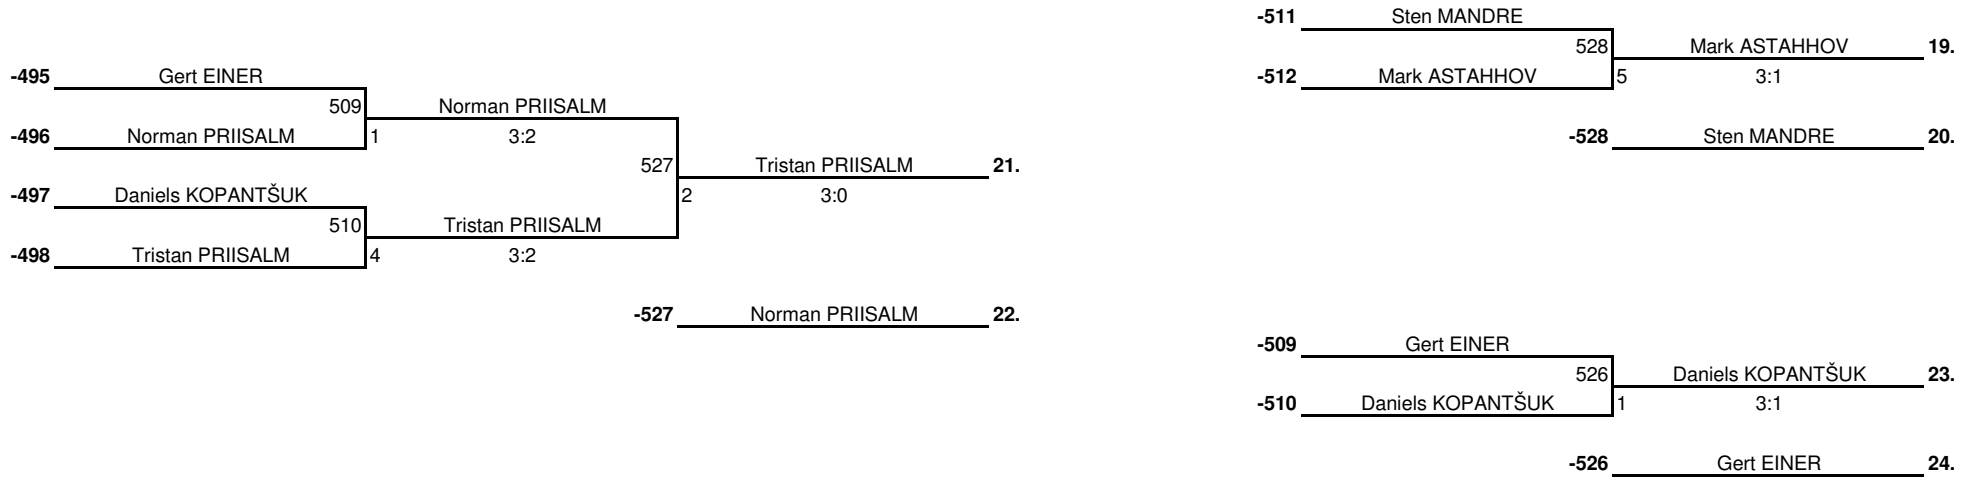 -495 Gert EINER
509 Norman PRIISALM
-496 Norman PRIISALM 1 3:2
527 Tristan PRIISALM 21.
-497 Daniels KOPANTŠUK 2 3:0
510 Tristan PRIISALM
-498 Tristan PRIISALM 4 3:2
-527 Norman PRIISALM 22.
-511 Sten MANDRE
528 Mark ASTAHHOV 19.
-512 Mark ASTAHHOV 5 3:1
-528 Sten MANDRE 20.
-509 Gert EINER
526 Daniels KOPANTŠUK 23.
-510 Daniels KOPANTŠUK 1 3:1
-526 Gert EINER 24.